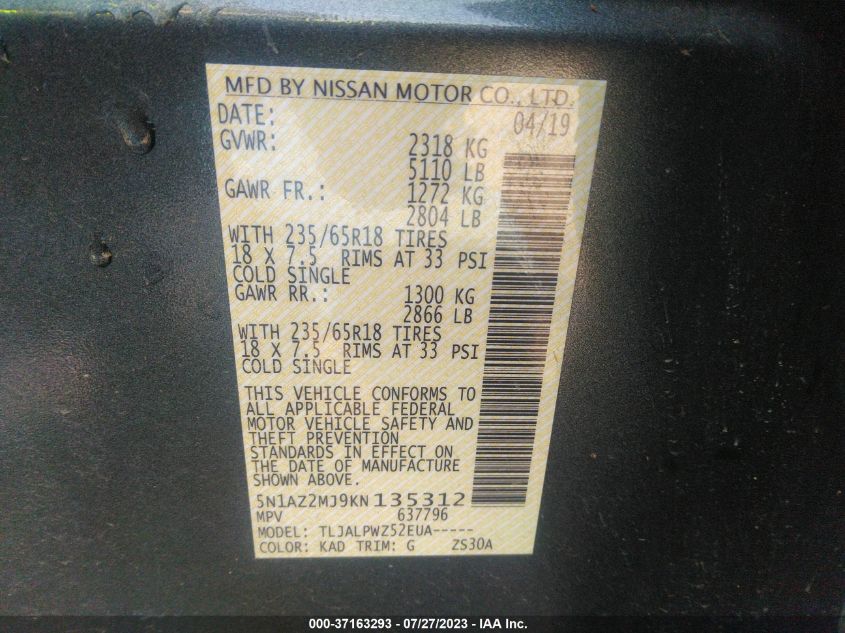 MFD BY NISSAN MOTOR CO., LTD.
DATE: 04/19
GVWR: 2318 KG
5110 LB
GAWR FR.: 1272 KG
2804 LB
WITH 235/65R18 TIRES
18 X 7.5 RIMS AT 33 PSI
COLD SINGLE
GAWR RR.: 1300 KG
2866 LB
WITH 235/65R18 TIRES
18 X 7.5 RIMS AT 33 PSI
COLD SINGLE
THIS VEHICLE CONFORMS TO
ALL APPLICABLE FEDERAL
MOTOR VEHICLE SAFETY AND
THEFT PREVENTION
STANDARDS IN EFFECT ON
THE DATE OF MANUFACTURE
SHOWN ABOVE.
5N1AZ2MJ9KN135312
MPV 637796
MODEL: TLJALPWZ52EUA-----
COLOR: KAD TRIM: G ZS30A
000-37163293 - 07/27/2023 - IAA Inc.